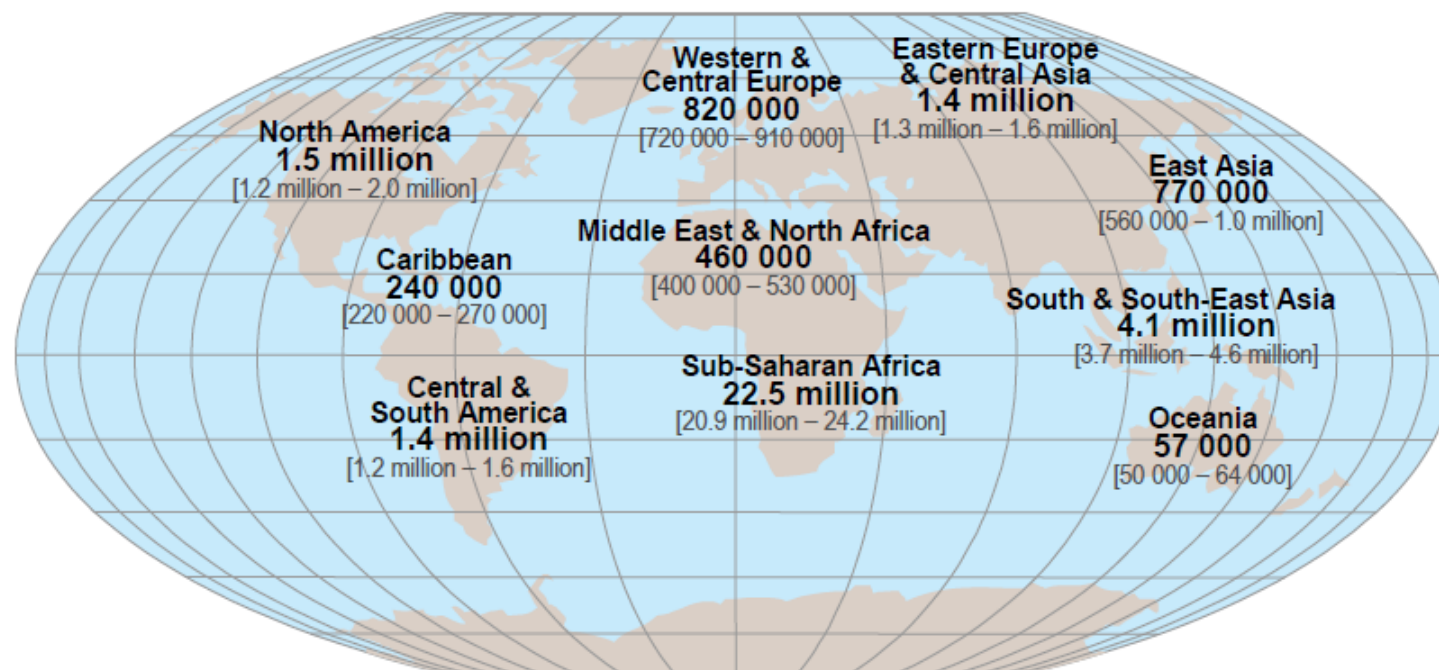 Western &
Central Europe
820 000
[720 000 – 910 000]
Eastern Europe
& Central Asia
1.4 million
[1.3 million – 1.6 million]
North America
1.5 million
[1.2 million – 2.0 million]
East Asia
770 000
[560 000 – 1.0 million]
Middle East & North Africa
460 000
[400 000 – 530 000]
Caribbean
240 000
[220 000 – 270 000]
South & South-East Asia
4.1 million
[3.7 million – 4.6 million]
Sub-Saharan Africa
22.5 million
[20.9 million – 24.2 million]
Central &
South America
1.4 million
[1.2 million – 1.6 million]
Oceania
57 000
[50 000 – 64 000]